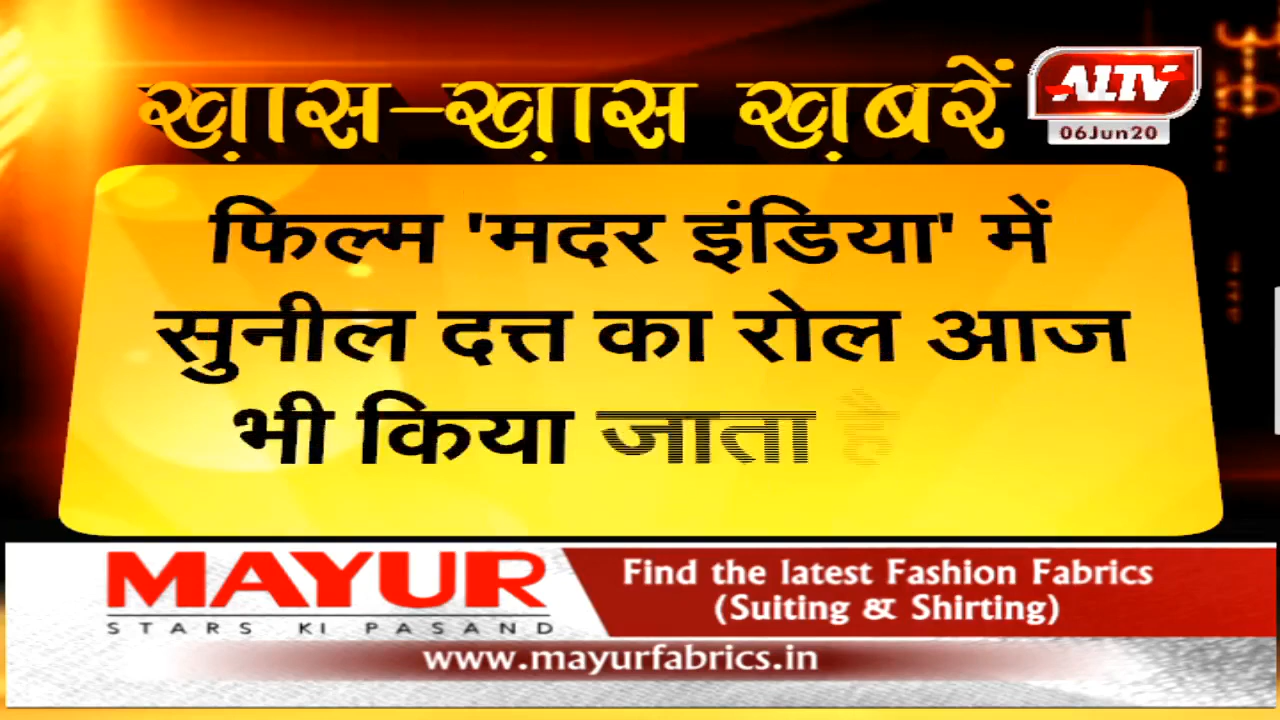 ख़ास-ख़ास ख़बरें
ALTV
06Jun20
फिल्म 'मदर इंडिया' में
सुनील दत्त का रोल आज
भी किया जाता है
MAYUR
STARS KI PASAND
Find the latest Fashion Fabrics
(Suiting & Shirting)
www.mayurfabrics.in